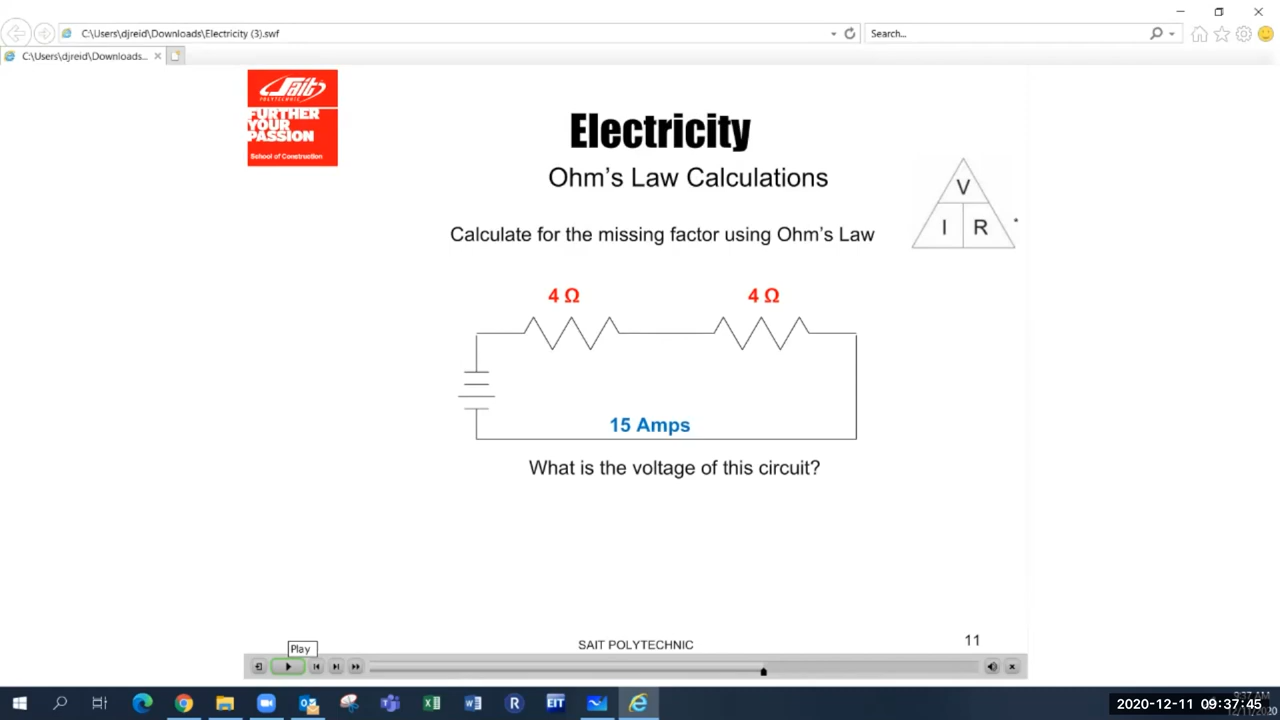 C:\Users\djreid\Downloads\Electricity (3).swf
Search...
C:\Users\djreid\Downloads...
Sait
POLYTECHNIC
FURTHER
YOUR
PASSION
School of Construction
Electricity
Ohm's Law Calculations
V
I R
Calculate for the missing factor using Ohm's Law
4 Ω 4 Ω
15 Amps
What is the voltage of this circuit?
SAIT POLYTECHNIC
11
Play
R
EIT
2020-12-11 09:37:45